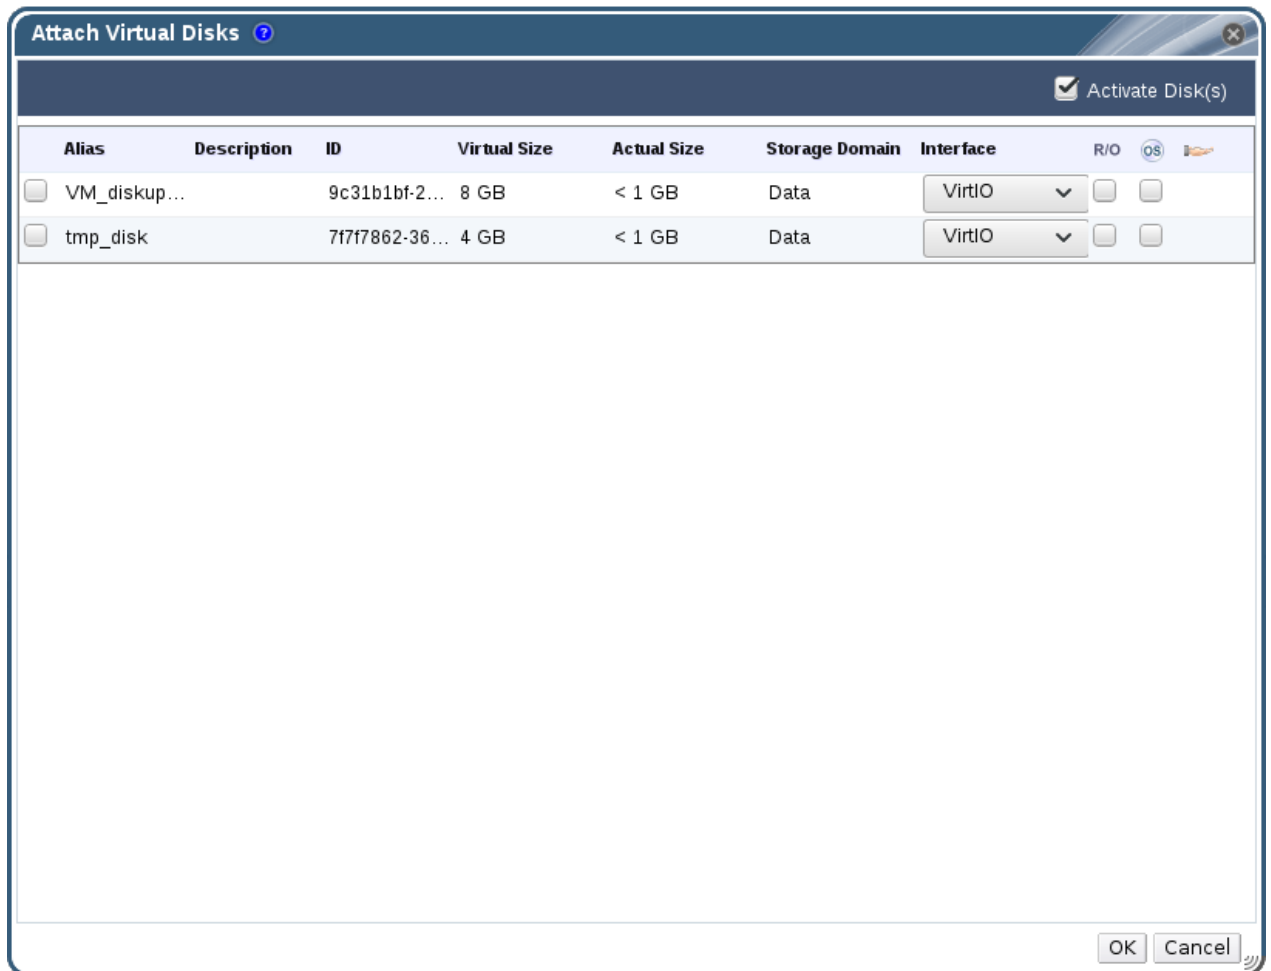 Attach Virtual Disks ?
Activate Disk(s)
Alias Description ID Virtual Size Actual Size Storage Domain Interface R/O OS
VM_diskup... 9c31b1bf-2... 8 GB < 1 GB Data VirtIO
tmp_disk 7f7f7862-36... 4 GB < 1 GB Data VirtIO
OK Cancel